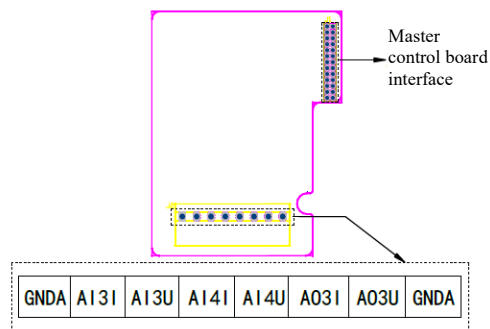 Master
control board
interface
GNDA AI3I AI3U AI4I AI4U AO3I AO3U GNDA